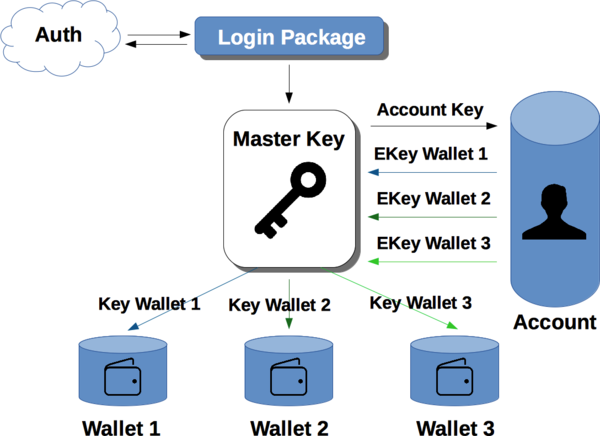 Auth
Login Package
Master Key
Account Key
EKey Wallet 1
EKey Wallet 2
EKey Wallet 3
Account
Key Wallet 1
Key Wallet 2
Key Wallet 3
Wallet 1
Wallet 2
Wallet 3